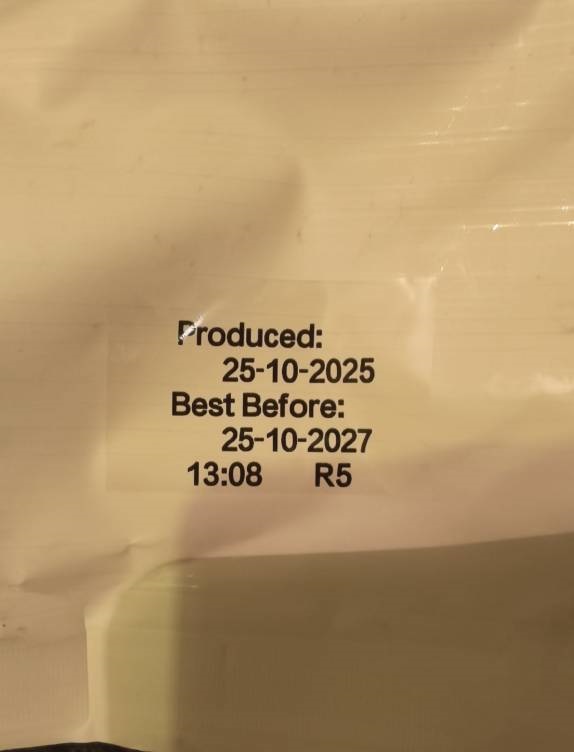 Produced:
25-10-2025
Best Before:
25-10-2027
13:08 R5